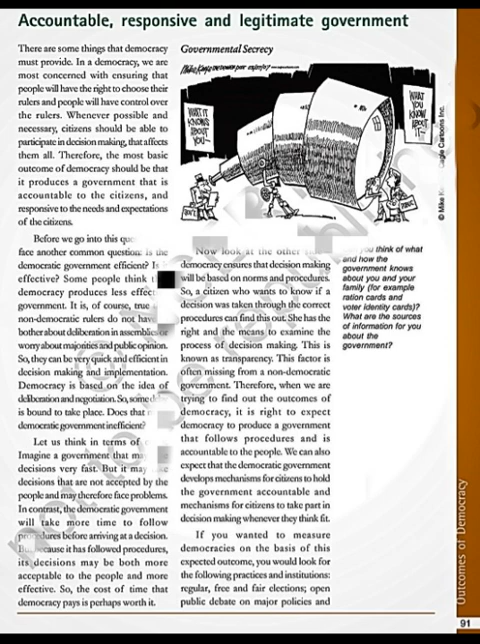 Accountable, responsive and legitimate government
There are some things that democracy
must provide. In a democracy, we are
most concerned with ensuring that
people will have the right to choose their
rulers and people will have control over
the rulers. Whenever possible and
necessary, citizens should be able to
participate in decision making, that affects
them all. Therefore, the most basic
outcome of democracy should be that
it produces a government that is
accountable to the citizens, and
responsive to the needs and expectations
of the citizens.
Before we go into this
face another common question: Is the
democratic government efficient? Is
effective? Some people think
democracy produces less
government. It is, of course, true
non-democratic rulers do not
bother about deliberation in assemblies or
worry about majorities and public opinion.
So, they can be very quick and efficient in
decision making and implementation.
Democracy is based on the idea of
deliberation and negotiation. So, some
is bound to take place. Does that
democratic government inefficient?
Let us think in terms of
Imagine a government that
decisions very fast. But it may
decisions that are not accepted by the
people and may therefore face problems.
In contrast, the democratic government
will take more time to follow
procedures before arriving at a decision.
But because it has followed procedures,
its decisions may be both more
acceptable to the people and more
effective. So, the cost of time that
democracy pays is perhaps worth it.
Governmental Secrecy
WHAT IT KNOWS ABOUT YOU—
WHAT YOU KNOW ABOUT IT—
© Mike Cagle Cartoons Inc.
Now look at the other
democracy ensures that decision making
will be based on norms and procedures.
So, a citizen who wants to know if a
decision was taken through the correct
procedures can find this out. She has the
right and the means to examine the
process of decision making. This is
known as transparency. This factor is
often missing from a non-democratic
government. Therefore, when we are
trying to find out the outcomes of
democracy, it is right to expect
democracy to produce a government
that follows procedures and is
accountable to the people. We can also
expect that the democratic government
develops mechanisms for citizens to hold
the government accountable and
mechanisms for citizens to take part in
decision making whenever they think fit.
If you wanted to measure
democracies on the basis of this
expected outcome, you would look for
the following practices and institutions:
regular, free and fair elections; open
public debate on major policies and
you think of what
and how the
government knows
about you and your
family (for example
ration cards and
voter identity cards)?
What are the sources
of information for you
about the
government?
Outcomes of Democracy
91
not to be republished